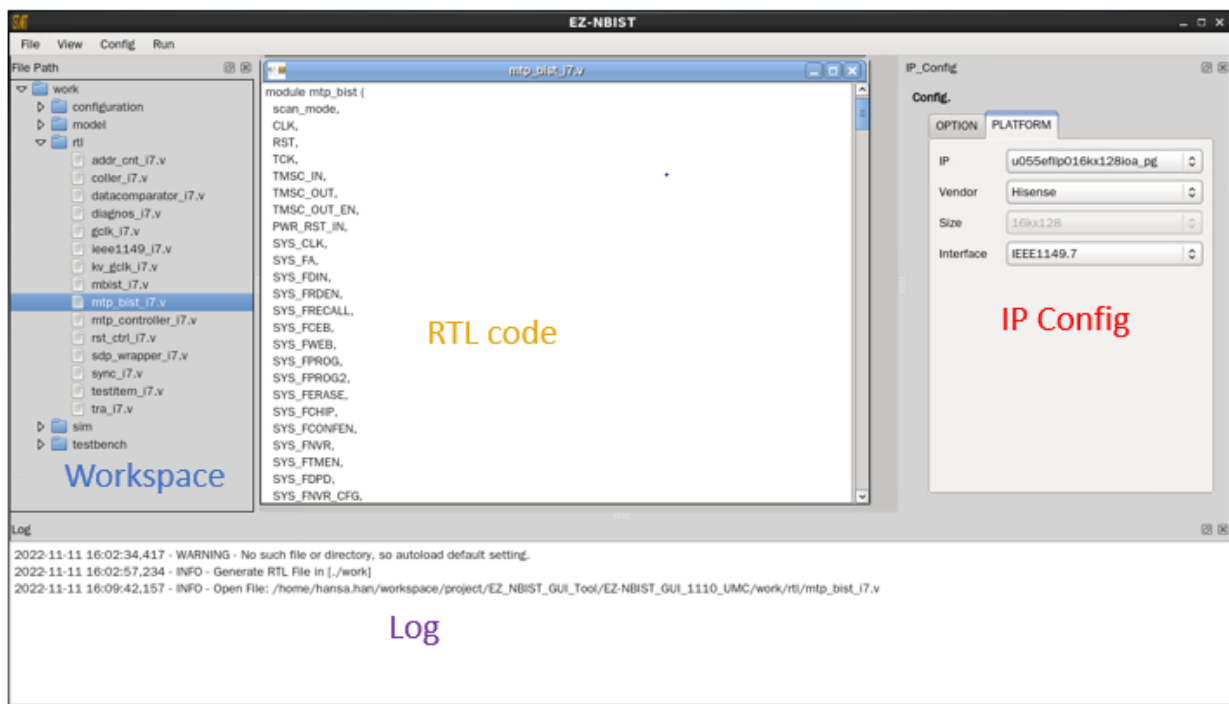 EZ-NBIST
File View Config Run
File Path
work
configuration
model
rtl
addr_cnt_i7.v
coller_i7.v
datacomparator_i7.v
diagnos_i7.v
gclk_i7.v
ieee1149_i7.v
kv_gclk_i7.v
mbist_i7.v
mtp_bist_i7.v
mtp_controller_i7.v
rst_ctrl_i7.v
sdp_wrapper_i7.v
sync_i7.v
testitem_i7.v
tra_i7.v
sim
testbench
Workspace
mtp_bist_i7.v
module mtp_bist (
scan_mode,
CLK,
RST,
TCK,
TMSC_IN,
TMSC_OUT,
TMSC_OUT_EN,
PWR_RST_IN,
SYS_CLK,
SYS_FA,
SYS_FDIN,
SYS_FRDEN,
SYS_FRECALL,
SYS_FCEB,
SYS_FWEB,
SYS_FPROG,
SYS_FPROG2,
SYS_FERASE,
SYS_FCHIP,
SYS_FCONFEN,
SYS_FNVR,
SYS_FTMEN,
SYS_FDPD,
SYS_FNVR_CFG,
RTL code
IP_Config
Config.
OPTION PLATFORM
IP u055eflp016kx128ioa_pg
Vendor Hisense
Size 16kx128
Interface IEEE1149.7
IP Config
Log
2022-11-11 16:02:34,417 - WARNING - No such file or directory, so autoload default setting.
2022-11-11 16:02:57,234 - INFO - Generate RTL File in [./work]
2022-11-11 16:09:42,157 - INFO - Open File: /home/hansa.han/workspace/project/EZ_NBIST_GUI_Tool/EZ-NBIST_GUI_1110_UMC/work/rtl/mtp_bist_i7.v
Log